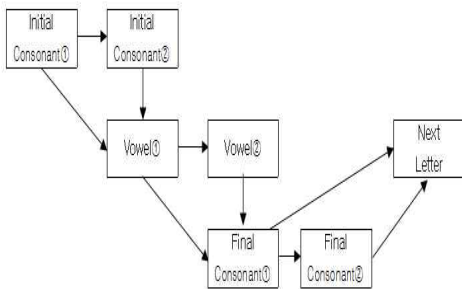 Initial
Consonant①
Initial
Consonant②
Vowel①
Vowel②
Next
Letter
Final
Consonant①
Final
Consonant②